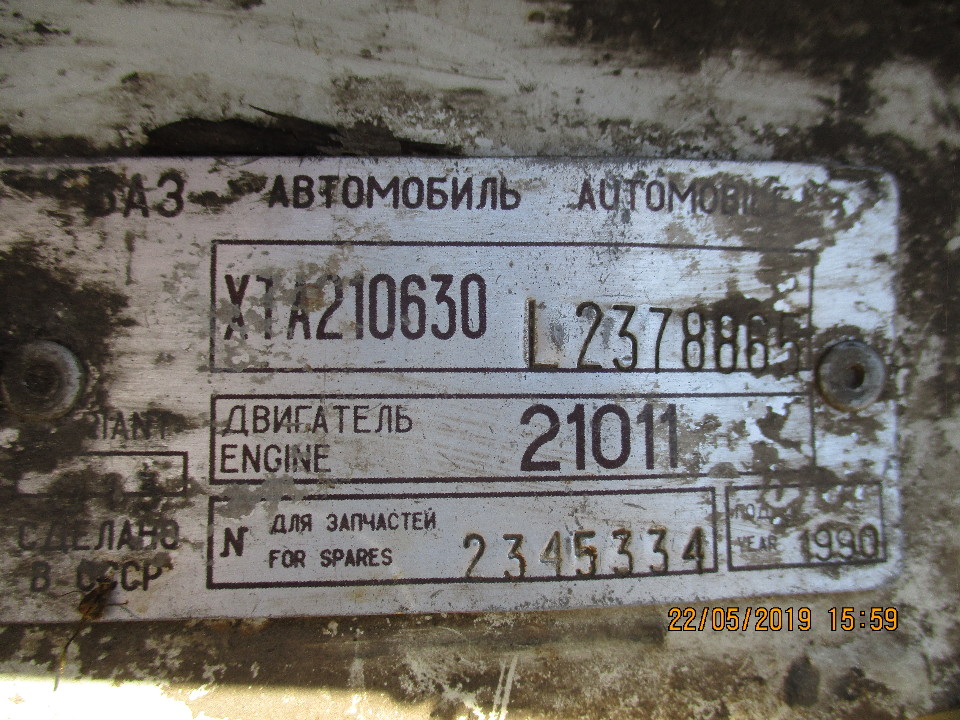 ВАЗ АВТОМОБИЛЬ AUTOMOBILE
XTA210630 L2378865
ДВИГАТЕЛЬ 21011
ENGINE
СДЕЛАНО
В СССР
N ДЛЯ ЗАПЧАСТЕЙ
FOR SPARES 2345334
ГОД
YEAR 1990
22/05/2019 15:59